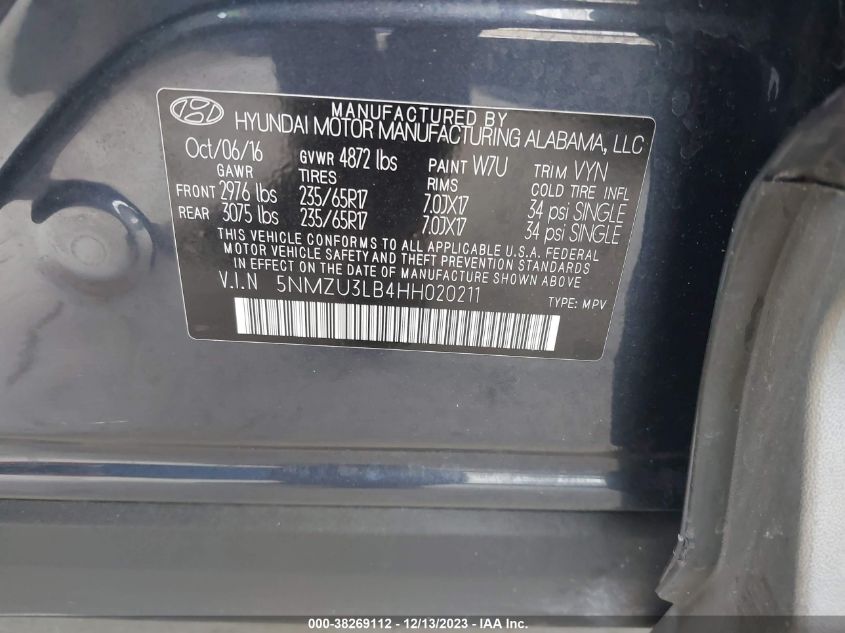 MANUFACTURED BY
HYUNDAI MOTOR MANUFACTURING ALABAMA, LLC
Oct/06/16 GVWR 4872 lbs PAINT W7U TRIM VYN
GAWR TIRES RIMS COLD TIRE INFL
FRONT 2976 lbs 235/65R17 7.0JX17 34 psi SINGLE
REAR 3075 lbs 235/65R17 7.0JX17 34 psi SINGLE
THIS VEHICLE CONFORMS TO ALL APPLICABLE U.S.A. FEDERAL
MOTOR VEHICLE SAFETY AND THEFT PREVENTION STANDARDS
IN EFFECT ON THE DATE OF MANUFACTURE SHOWN ABOVE
V.I.N 5NMZU3LB4HH020211 TYPE: MPV
000-38269112 - 12/13/2023 - IAA Inc.